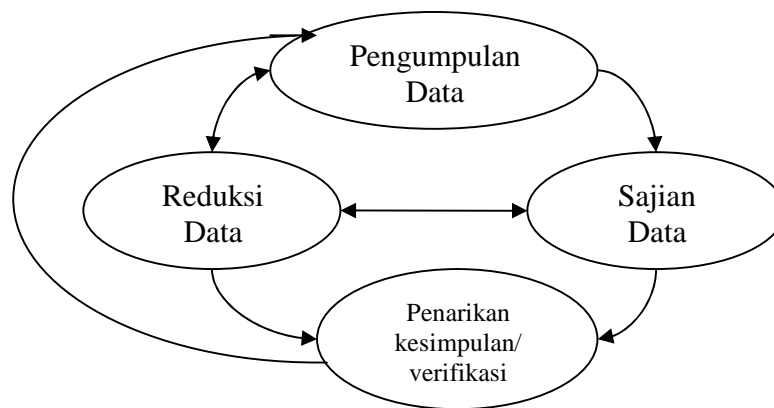 Pengumpulan
Data
Reduksi
Data
Sajian
Data
Penarikan
kesimpulan/
verifikasi